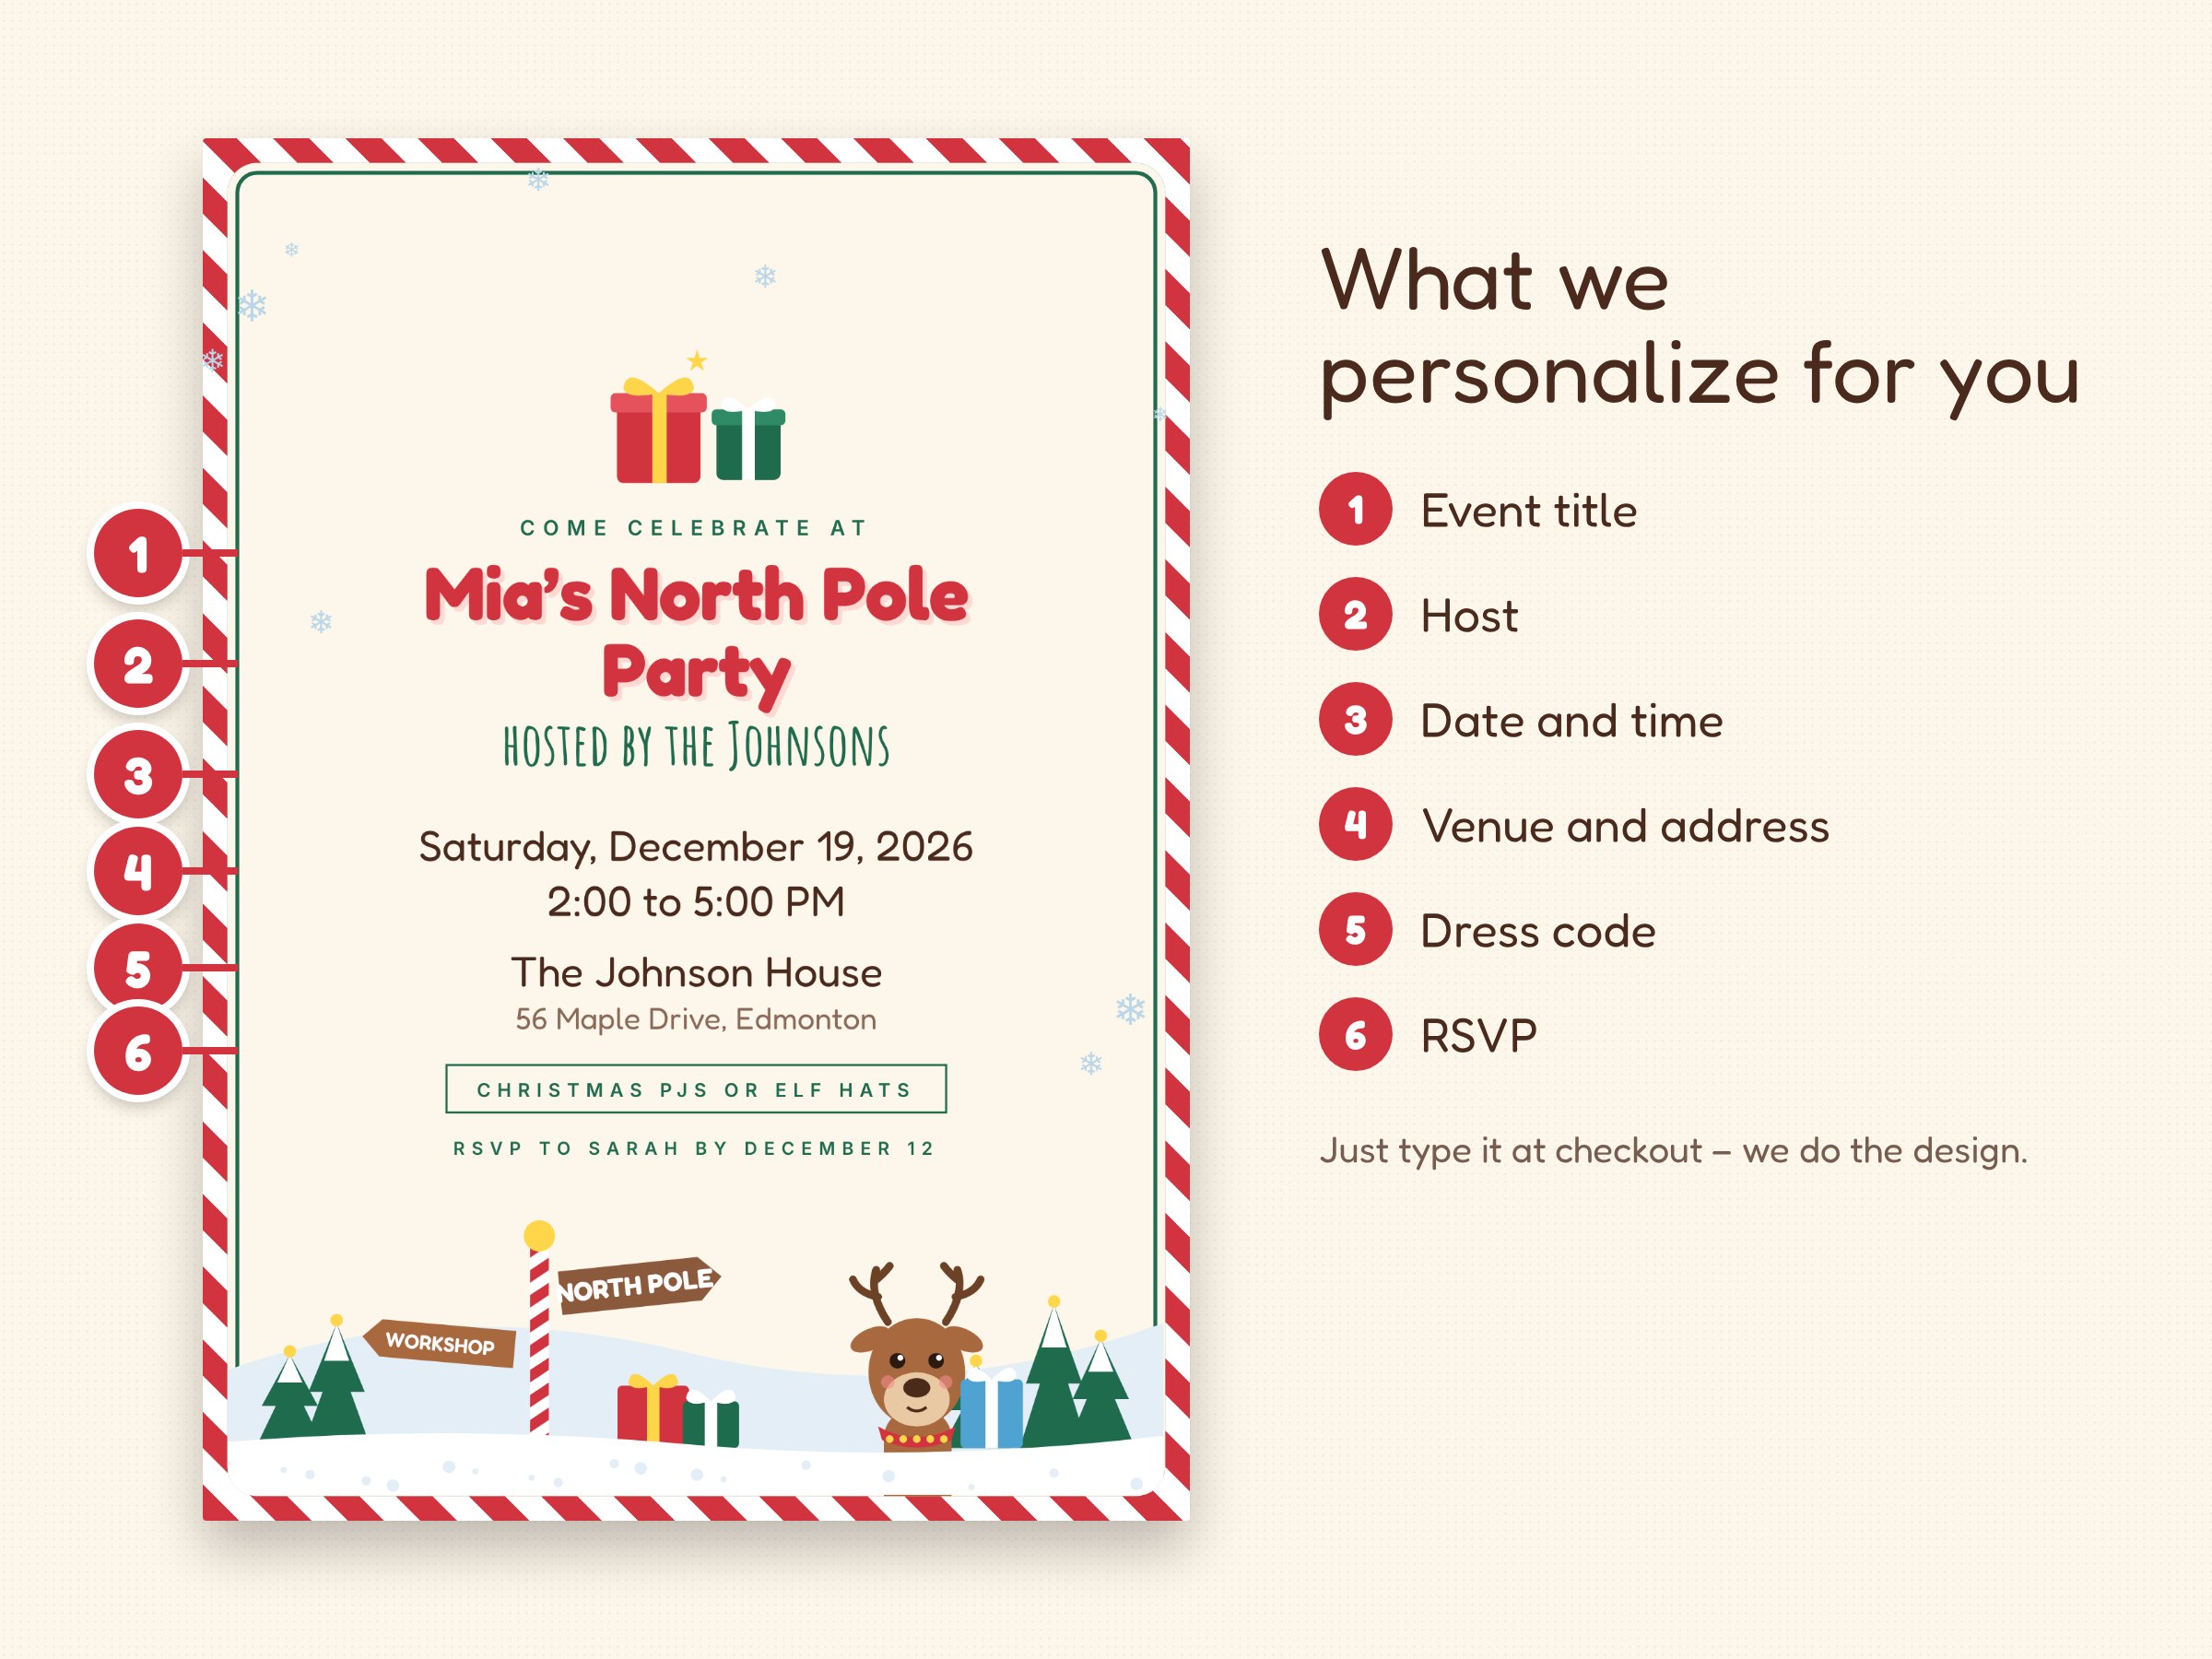 COME CELEBRATE AT
Mia's North Pole
Party
HOSTED BY THE JOHNSONS
Saturday, December 19, 2026
2:00 to 5:00 PM
The Johnson House
56 Maple Drive, Edmonton
CHRISTMAS PJS OR ELF HATS
RSVP TO SARAH BY DECEMBER 12
NORTH POLE
WORKSHOP
1
2
3
4
5
6
What we
personalize for you
1 Event title
2 Host
3 Date and time
4 Venue and address
5 Dress code
6 RSVP
Just type it at checkout – we do the design.